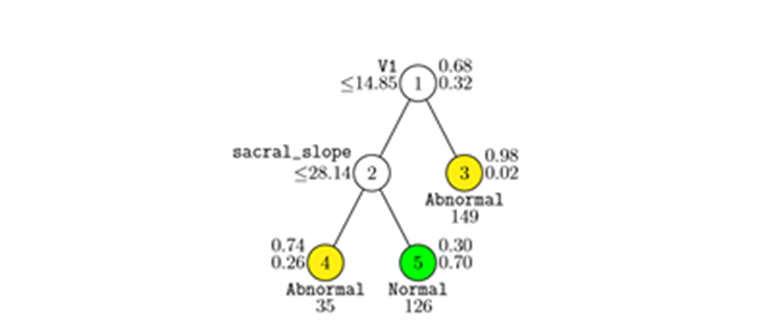 V1 0.68
≤14.85 1 0.32
sacral_slope
≤28.14 2
0.98
3 0.02
Abnormal
149
0.74
0.26 4
Abnormal
35
0.30
5 0.70
Normal
126